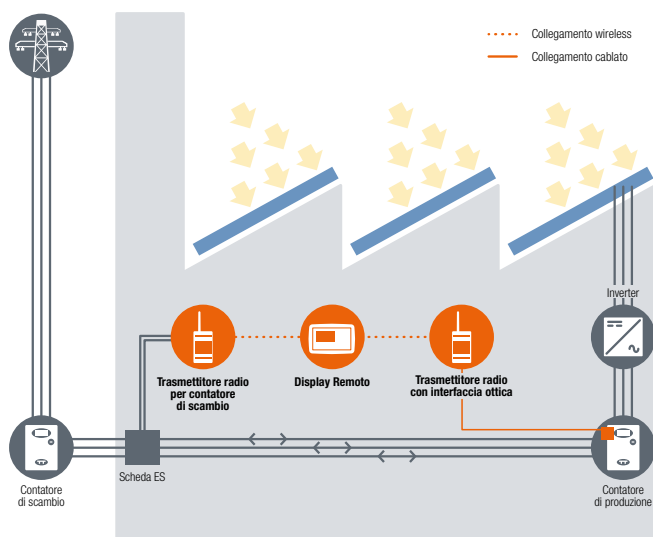 Collegamento wireless
Collegamento cablato
Inverter
Trasmettitore radio
per contatore
di scambio
Display Remoto
Trasmettitore radio
con interfaccia ottica
Scheda ES
Contatore
di scambio
Contatore
di produzione